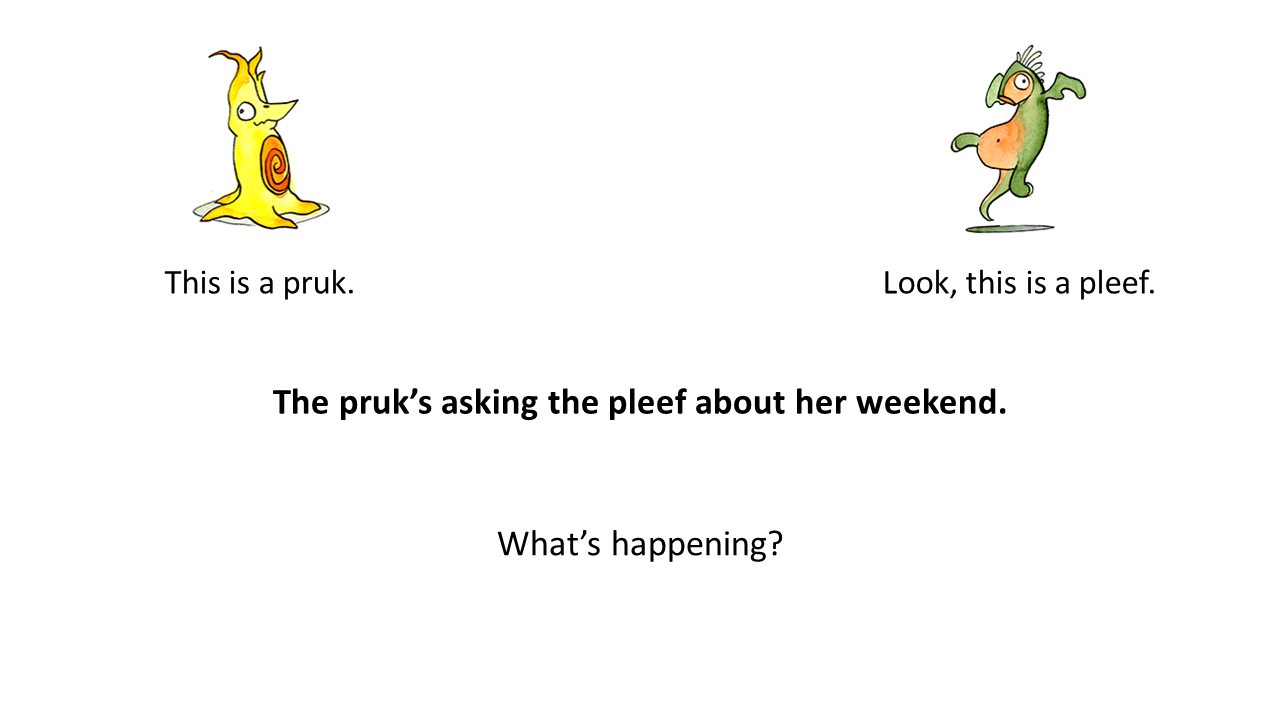 This is a pruk.
Look, this is a pleef.
The pruk’s asking the pleef about her weekend.
What’s happening?